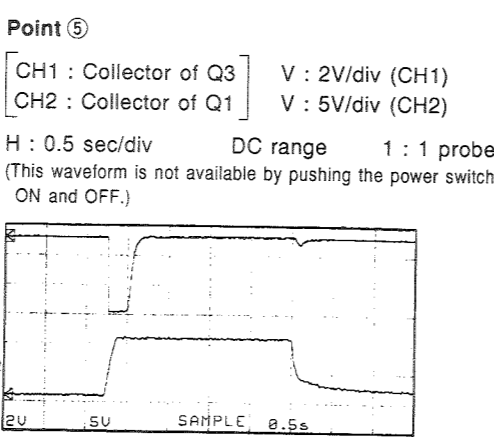 Point ⑤
CH1 : Collector of Q3 V : 2V/div (CH1)
CH2 : Collector of Q1 V : 5V/div (CH2)
H : 0.5 sec/div DC range 1 : 1 probe
(This waveform is not available by pushing the power switch
ON and OFF.)
2V 5V SAMPLE 0.5s